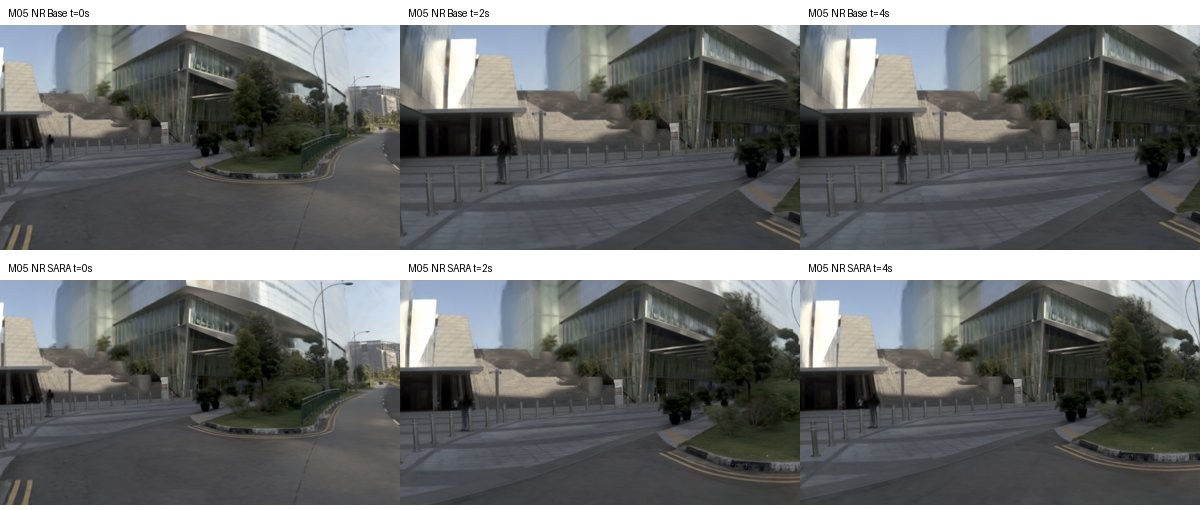 M05 NR Base t=0s
M05 NR Base t=2s
M05 NR Base t=4s
M05 NR SARA t=0s
M05 NR SARA t=2s
M05 NR SARA t=4s